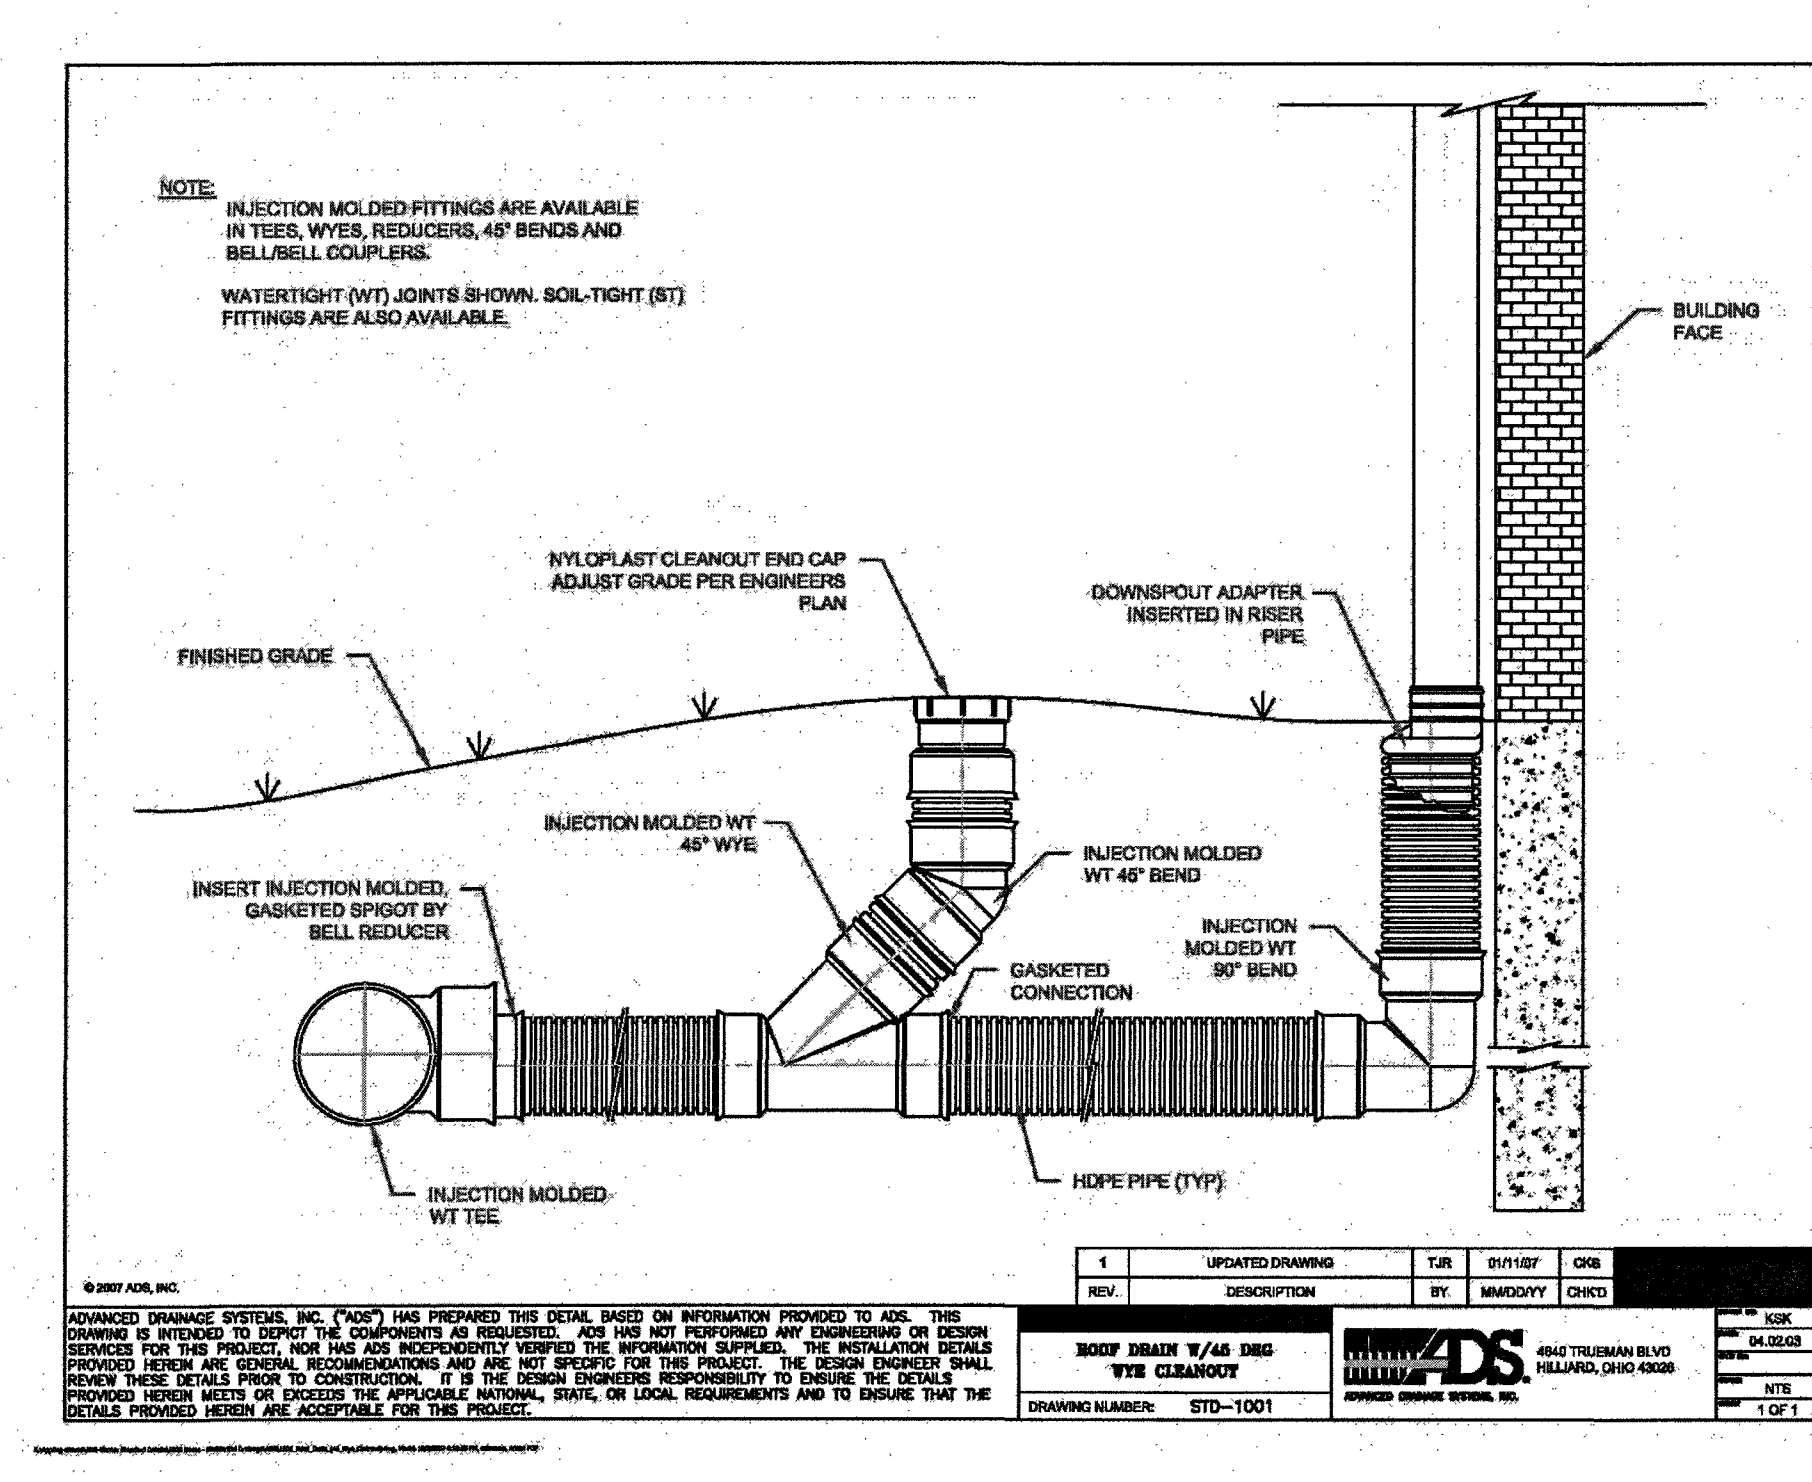 NOTE:
INJECTION MOLDED FITTINGS ARE AVAILABLE
IN TEES, WYES, REDUCERS, 45° BENDS AND
BELL/BELL COUPLERS.
WATERTIGHT (WT) JOINTS SHOWN. SOIL-TIGHT (ST)
FITTINGS ARE ALSO AVAILABLE.
BUILDING
FACE
NYLOPLAST CLEANOUT END CAP
ADJUST GRADE PER ENGINEERS
PLAN
DOWNSPOUT ADAPTER
INSERTED IN RISER
PIPE
FINISHED GRADE
INJECTION MOLDED WT
45° WYE
INJECTION MOLDED
WT 45° BEND
INSERT INJECTION MOLDED,
GASKETED SPIGOT BY
BELL REDUCER
INJECTION
MOLDED WT
90° BEND
GASKETED
CONNECTION
HDPE PIPE (TYP)
INJECTION MOLDED
WT TEE
© 2007 ADS, INC.
1 UPDATED DRAWING TJR 01/11/07 CKS
REV. DESCRIPTION BY MM/DD/YY CHK'D
ADVANCED DRAINAGE SYSTEMS, INC. ("ADS") HAS PREPARED THIS DETAIL BASED ON INFORMATION PROVIDED TO ADS. THIS
DRAWING IS INTENDED TO DEPICT THE COMPONENTS AS REQUESTED. ADS HAS NOT PERFORMED ANY ENGINEERING OR DESIGN
SERVICES FOR THIS PROJECT, NOR HAS ADS INDEPENDENTLY VERIFIED THE INFORMATION SUPPLIED. THE INSTALLATION DETAILS
PROVIDED HEREIN ARE GENERAL RECOMMENDATIONS AND ARE NOT SPECIFIC FOR THIS PROJECT. THE DESIGN ENGINEER SHALL
REVIEW THESE DETAILS PRIOR TO CONSTRUCTION. IT IS THE DESIGN ENGINEERS RESPONSIBILITY TO ENSURE THE DETAILS
PROVIDED HEREIN MEETS OR EXCEEDS THE APPLICABLE NATIONAL, STATE, OR LOCAL REQUIREMENTS AND TO ENSURE THAT THE
DETAILS PROVIDED HEREIN ARE ACCEPTABLE FOR THIS PROJECT.
ROOF DRAIN W/45 DEG
WYE CLEANOUT
DRAWING NUMBER: STD-1001
ADS
ADVANCED DRAINAGE SYSTEMS, INC.
4640 TRUEMAN BLVD
HILLIARD, OHIO 43026
KSK
04.02.03
NTS
1 OF 1